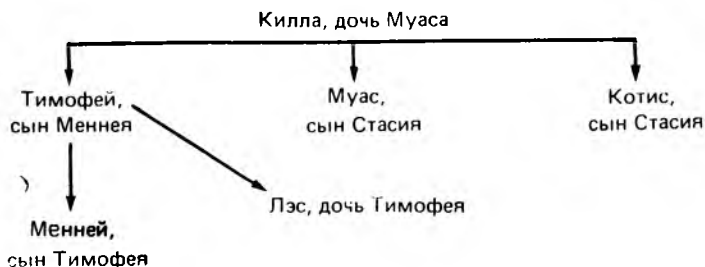 Килла, дочь Муаса
Тимофей,
сын Меннея
Муас,
сын Стасия
Котис,
сын Стасия
Лэс, дочь Тимофея
Менней,
сын Тимофея